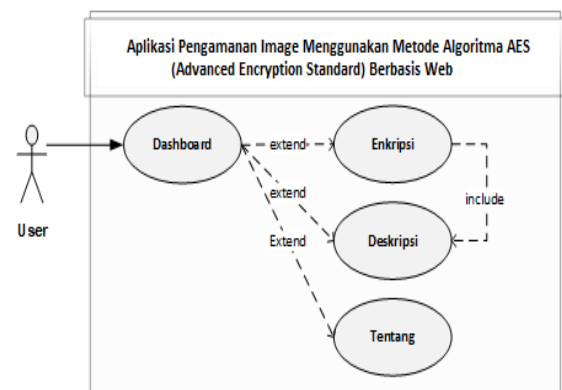 Aplikasi Pengamanan Image Menggunakan Metode Algoritma AES
(Advanced Encryption Standard) Berbasis Web
Dashboard
extend
Enkripsi
extend
include
User
Extend
Deskripsi
Tentang